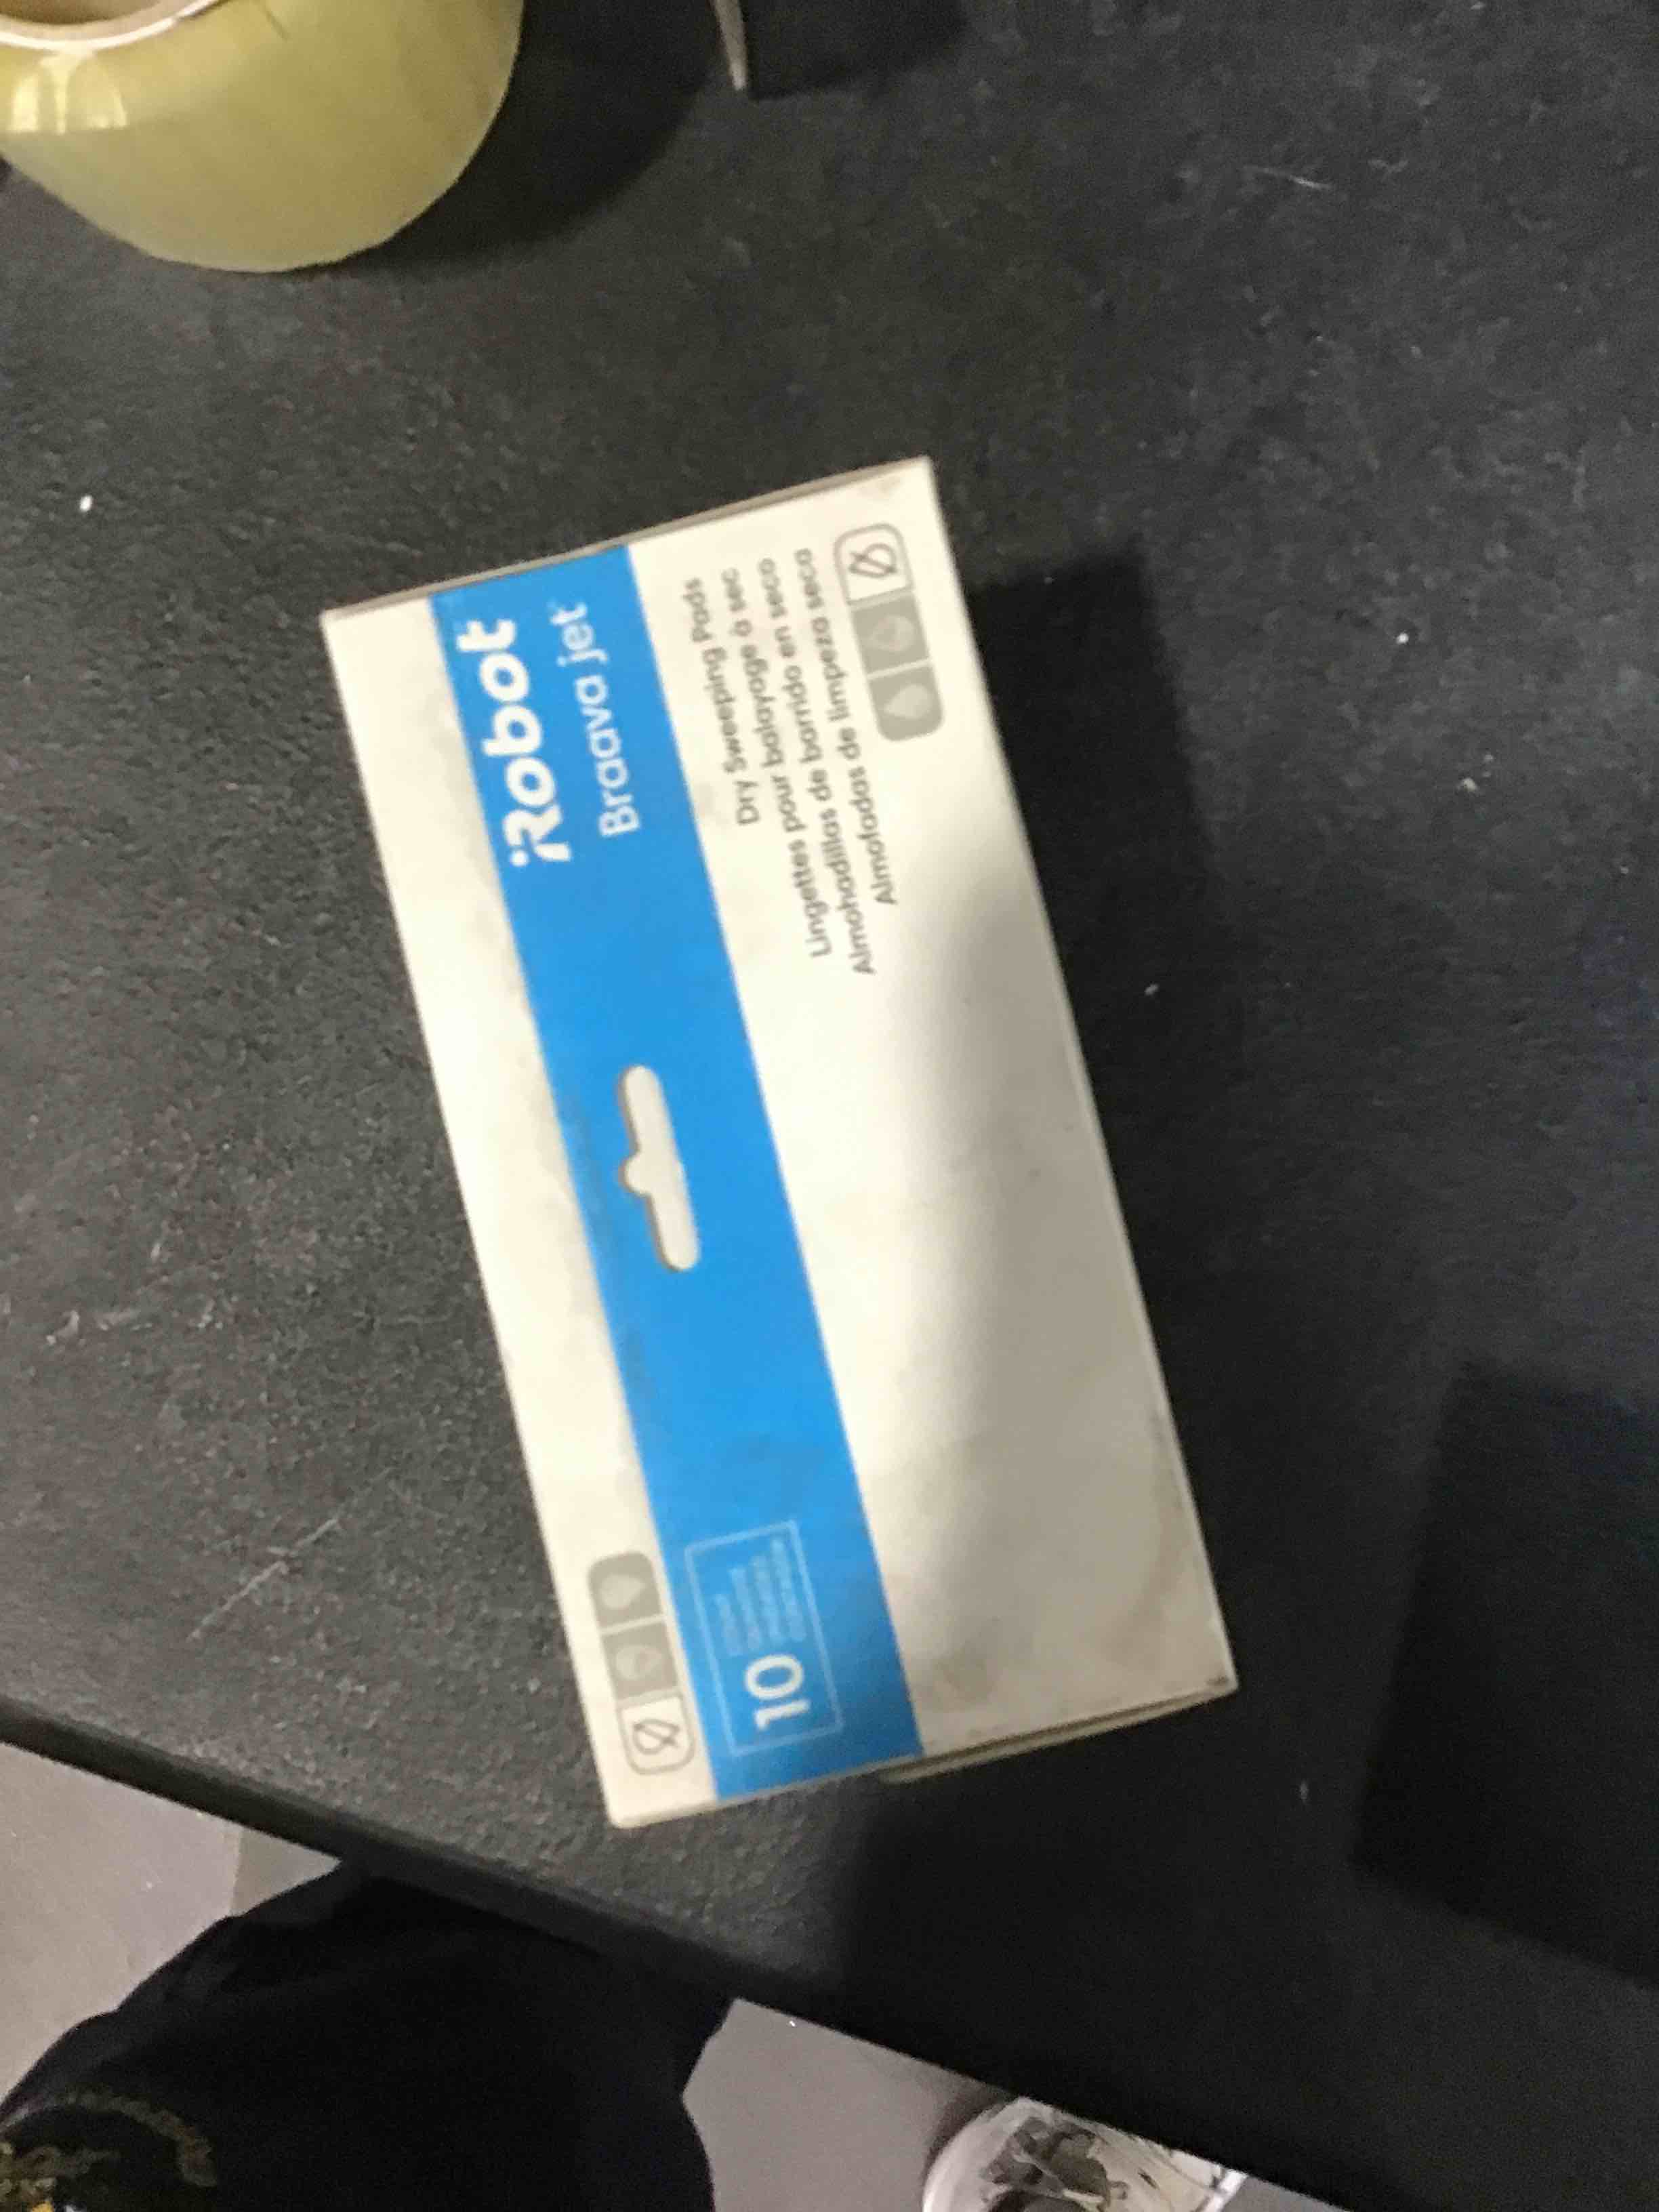 iRobot
Braava jet
Dry Sweeping Pads
Lingettes pour balayage à sec
Almohadillas de barrido en seco
Almofadas de limpeza seca
10